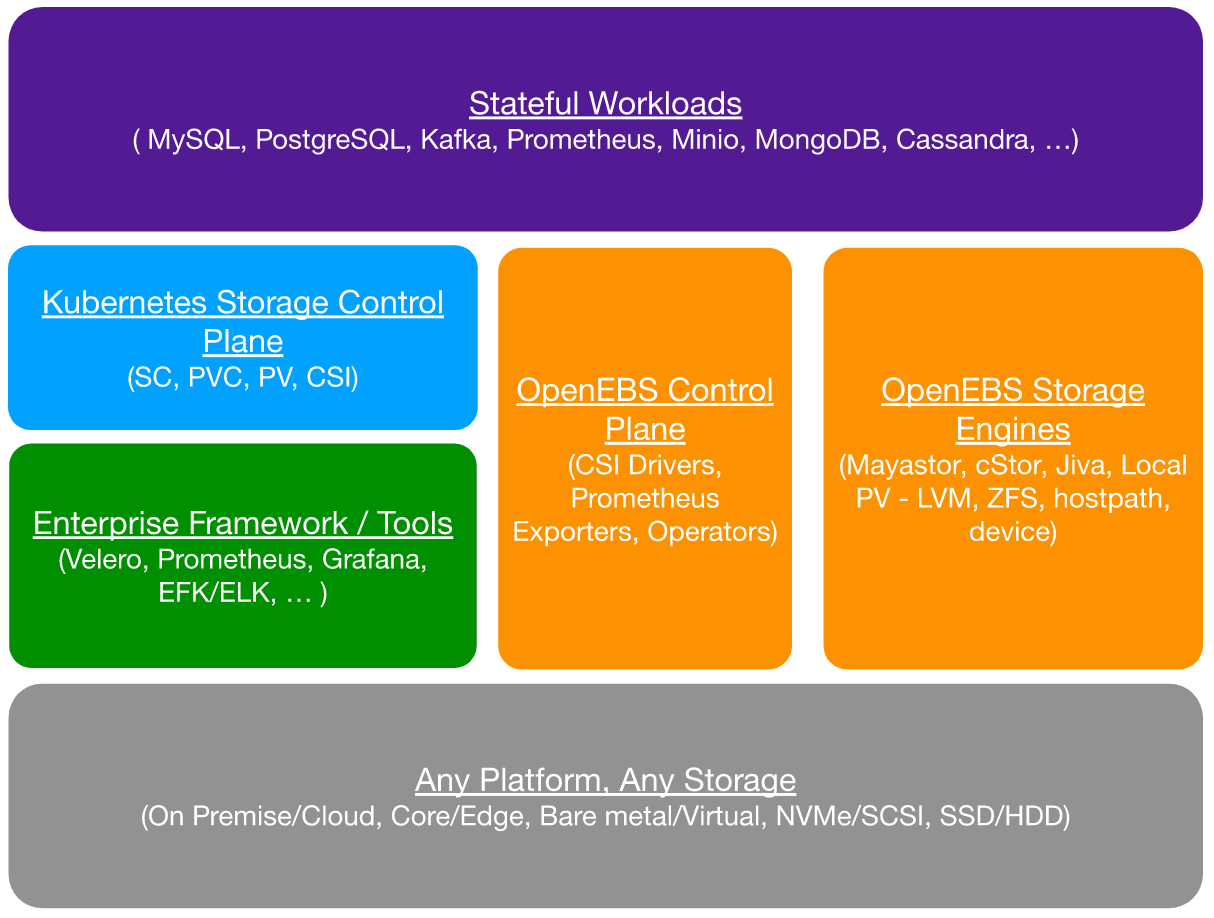 Stateful Workloads
( MySQL, PostgreSQL, Kafka, Prometheus, Minio, MongoDB, Cassandra, …)
Kubernetes Storage Control
Plane
(SC, PVC, PV, CSI)
Enterprise Framework / Tools
(Velero, Prometheus, Grafana,
EFK/ELK, … )
OpenEBS Control
Plane
(CSI Drivers,
Prometheus
Exporters, Operators)
OpenEBS Storage
Engines
(Mayastor, cStor, Jiva, Local
PV - LVM, ZFS, hostpath,
device)
Any Platform, Any Storage
(On Premise/Cloud, Core/Edge, Bare metal/Virtual, NVMe/SCSI, SSD/HDD)